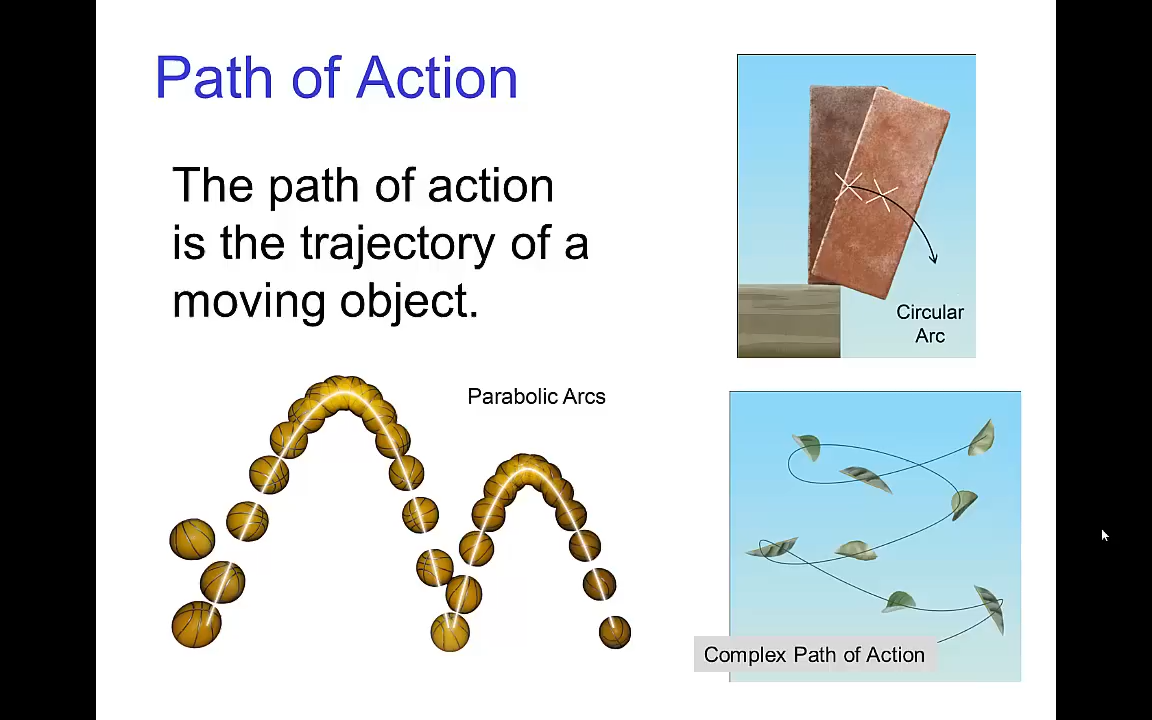 Path of Action
The path of action
is the trajectory of a
moving object.
Circular
Arc
Parabolic Arcs
Complex Path of Action